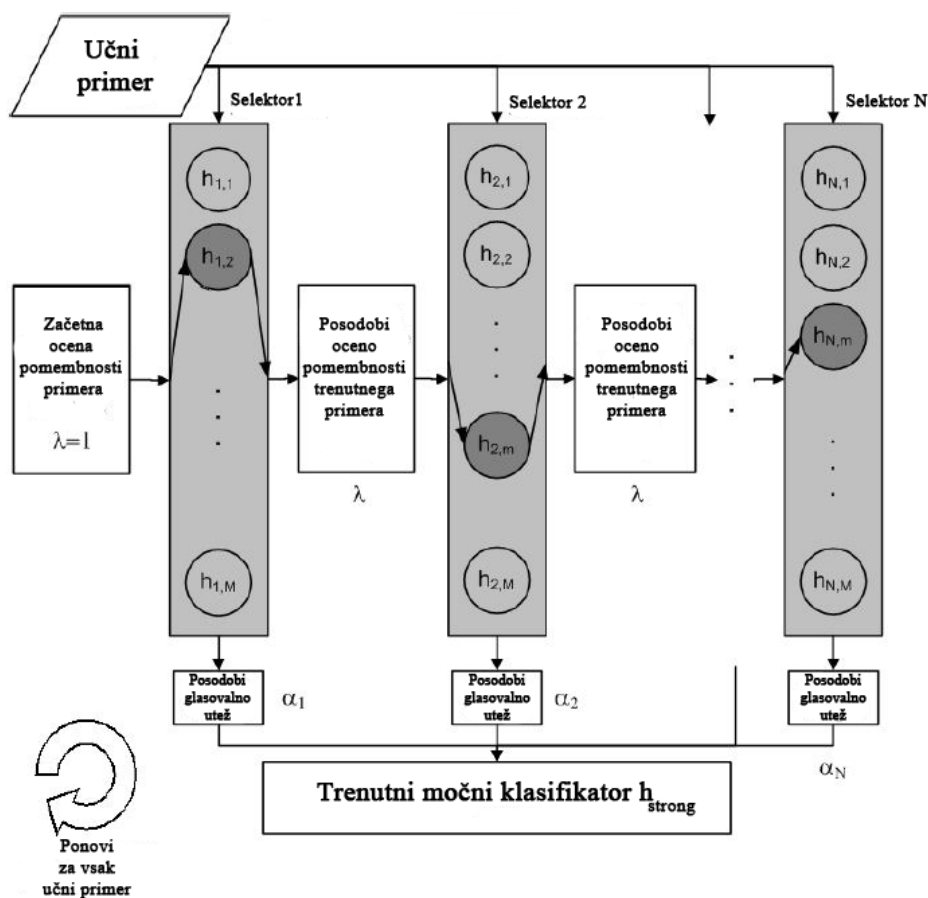 Učni
primer
Selektor1
Selektor 2
Selektor N
h1,1
h2,1
hN,1
h1,2
h2,2
hN,2
Začetna
ocena
pomembnosti
primera
λ=1
Posodobi
oceno
pomembnosti
trenutnega
primera
λ
Posodobi
oceno
pomembnosti
trenutnega
primera
λ
hN,m
h2,m
h1,M
h2,M
hN,M
Posodobi
glasovalno
utež
α1
Posodobi
glasovalno
utež
α2
Posodobi
glasovalno
utež
αN
Trenutni močni klasifikator hstrong
Ponovi
za vsak
učni primer